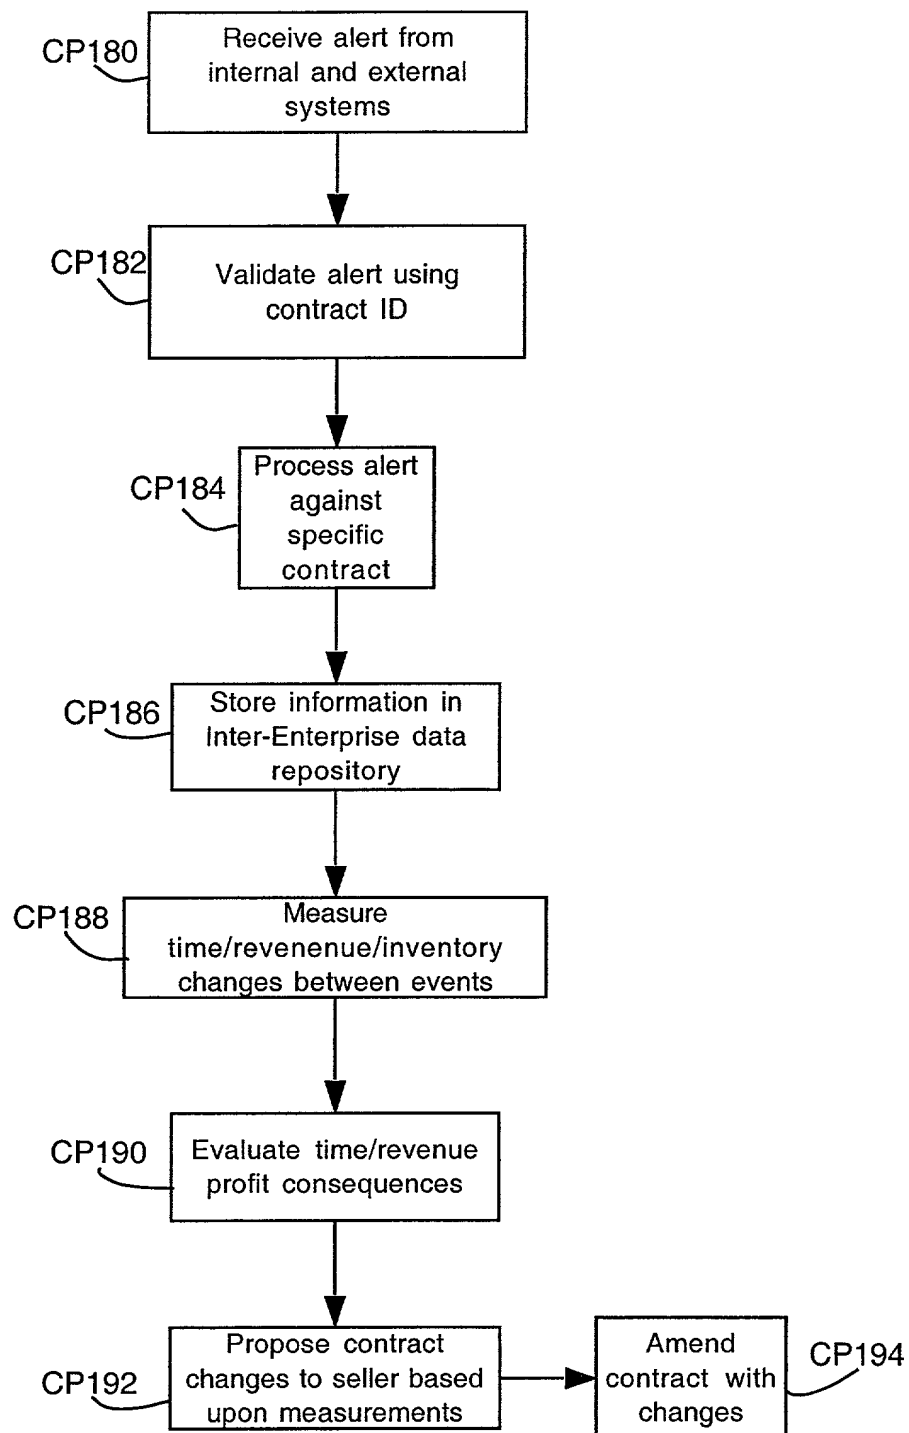 CP180
Receive alert from
internal and external
systems
CP182
Validate alert using
contract ID
CP184
Process alert
against
specific
contract
CP186
Store information in
Inter-Enterprise data
repository
CP188
Measure
time/revenenue/inventory
changes between events
CP190
Evaluate time/revenue
profit consequences
CP192
Propose contract
changes to seller based
upon measurements
Amend
contract with
changes
CP194